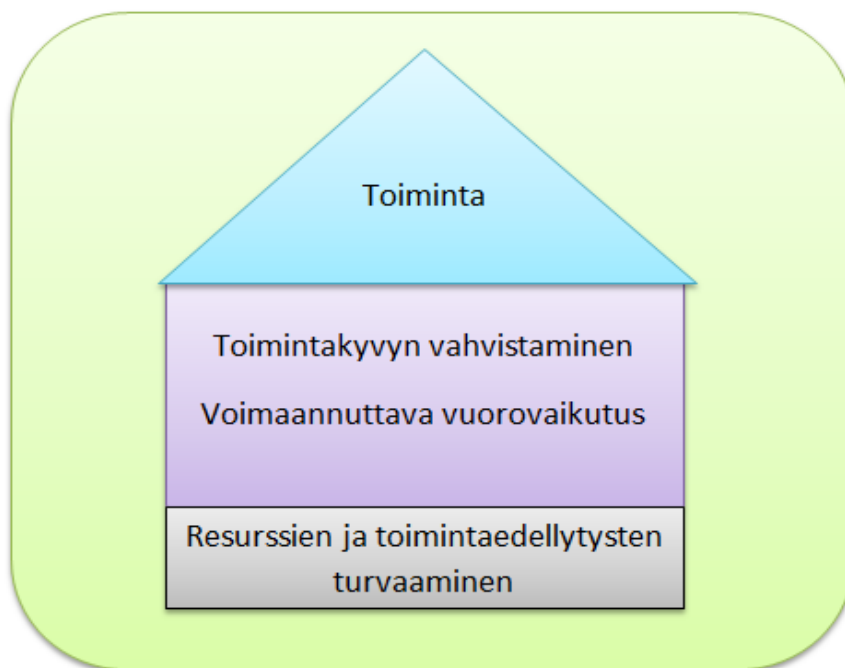 Toiminta
Toimintakyvyn vahvistaminen
Voimaannuttava vuorovaikutus
Resurssien ja toimintaedellytysten
turvaaminen